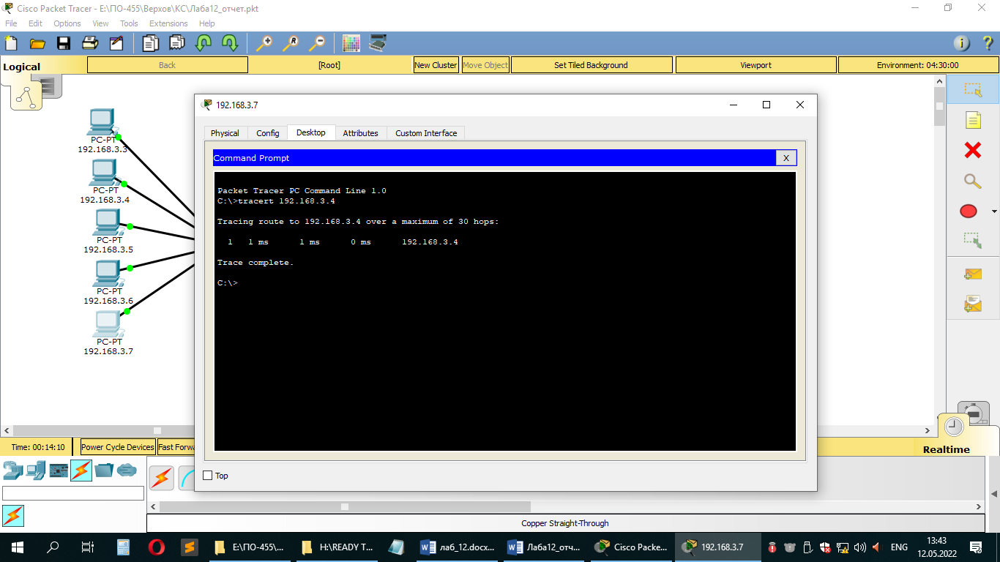 Cisco Packet Tracer - E:\ПО-455\Верхов\КС\Лаба12_отчет.pkt
File Edit Options View Tools Extensions Help
Logical Back [Root] New Cluster Move Object Set Tiled Background Viewport Environment: 04:30:00
192.168.3.7
Physical Config Desktop Attributes Custom Interface
Command Prompt X
Packet Tracer PC Command Line 1.0
C:\>tracert 192.168.3.4
Tracing route to 192.168.3.4 over a maximum of 30 hops:
1 1 ms 1 ms 0 ms 192.168.3.4
Trace complete.
C:\>
Top
PC-PT
192.168.3.3
PC-PT
192.168.3.4
PC-PT
192.168.3.5
PC-PT
192.168.3.6
PC-PT
192.168.3.7
Time: 00:14:10 Power Cycle Devices Fast Forwa
Realtime
Copper Straight-Through
E:\ПО-455\... H:\READY T... лаб_12.docx... Лаба12_отч... Cisco Packe... 192.168.3.7 ENG 13:43
12.05.2022